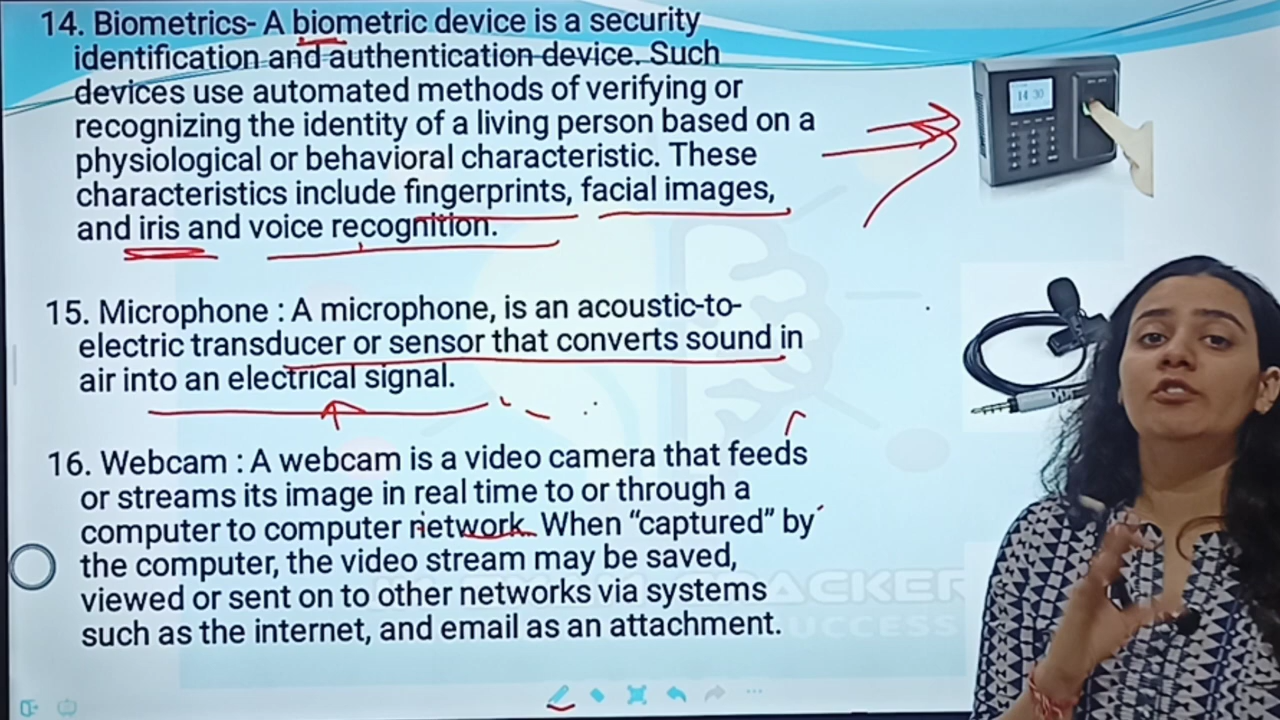 14. Biometrics- A biometric device is a security
identification and authentication device. Such
devices use automated methods of verifying or
recognizing the identity of a living person based on a
physiological or behavioral characteristic. These
characteristics include fingerprints, facial images,
and iris and voice recognition.
14 30
15. Microphone : A microphone, is an acoustic-to-
electric transducer or sensor that converts sound in
air into an electrical signal.
16. Webcam : A webcam is a video camera that feeds
or streams its image in real time to or through a
computer to computer network. When “captured” by
the computer, the video stream may be saved,
viewed or sent on to other networks via systems
such as the internet, and email as an attachment.